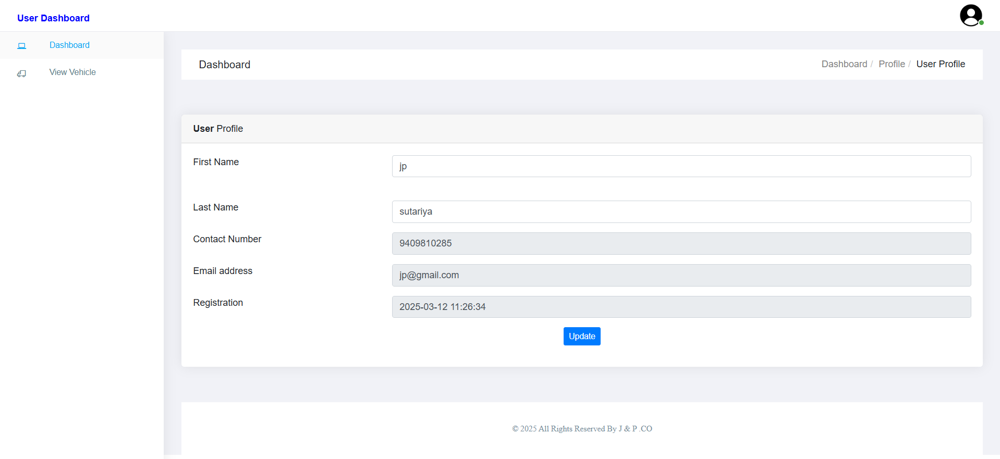 User Dashboard
Dashboard
View Vehicle
Dashboard
Dashboard / Profile / User Profile
User Profile
First Name
jp
Last Name
sutariya
Contact Number
9409810285
Email address
jp@gmail.com
Registration
2025-03-12 11:26:34
Update
© 2025 All Rights Reserved By J & P .CO